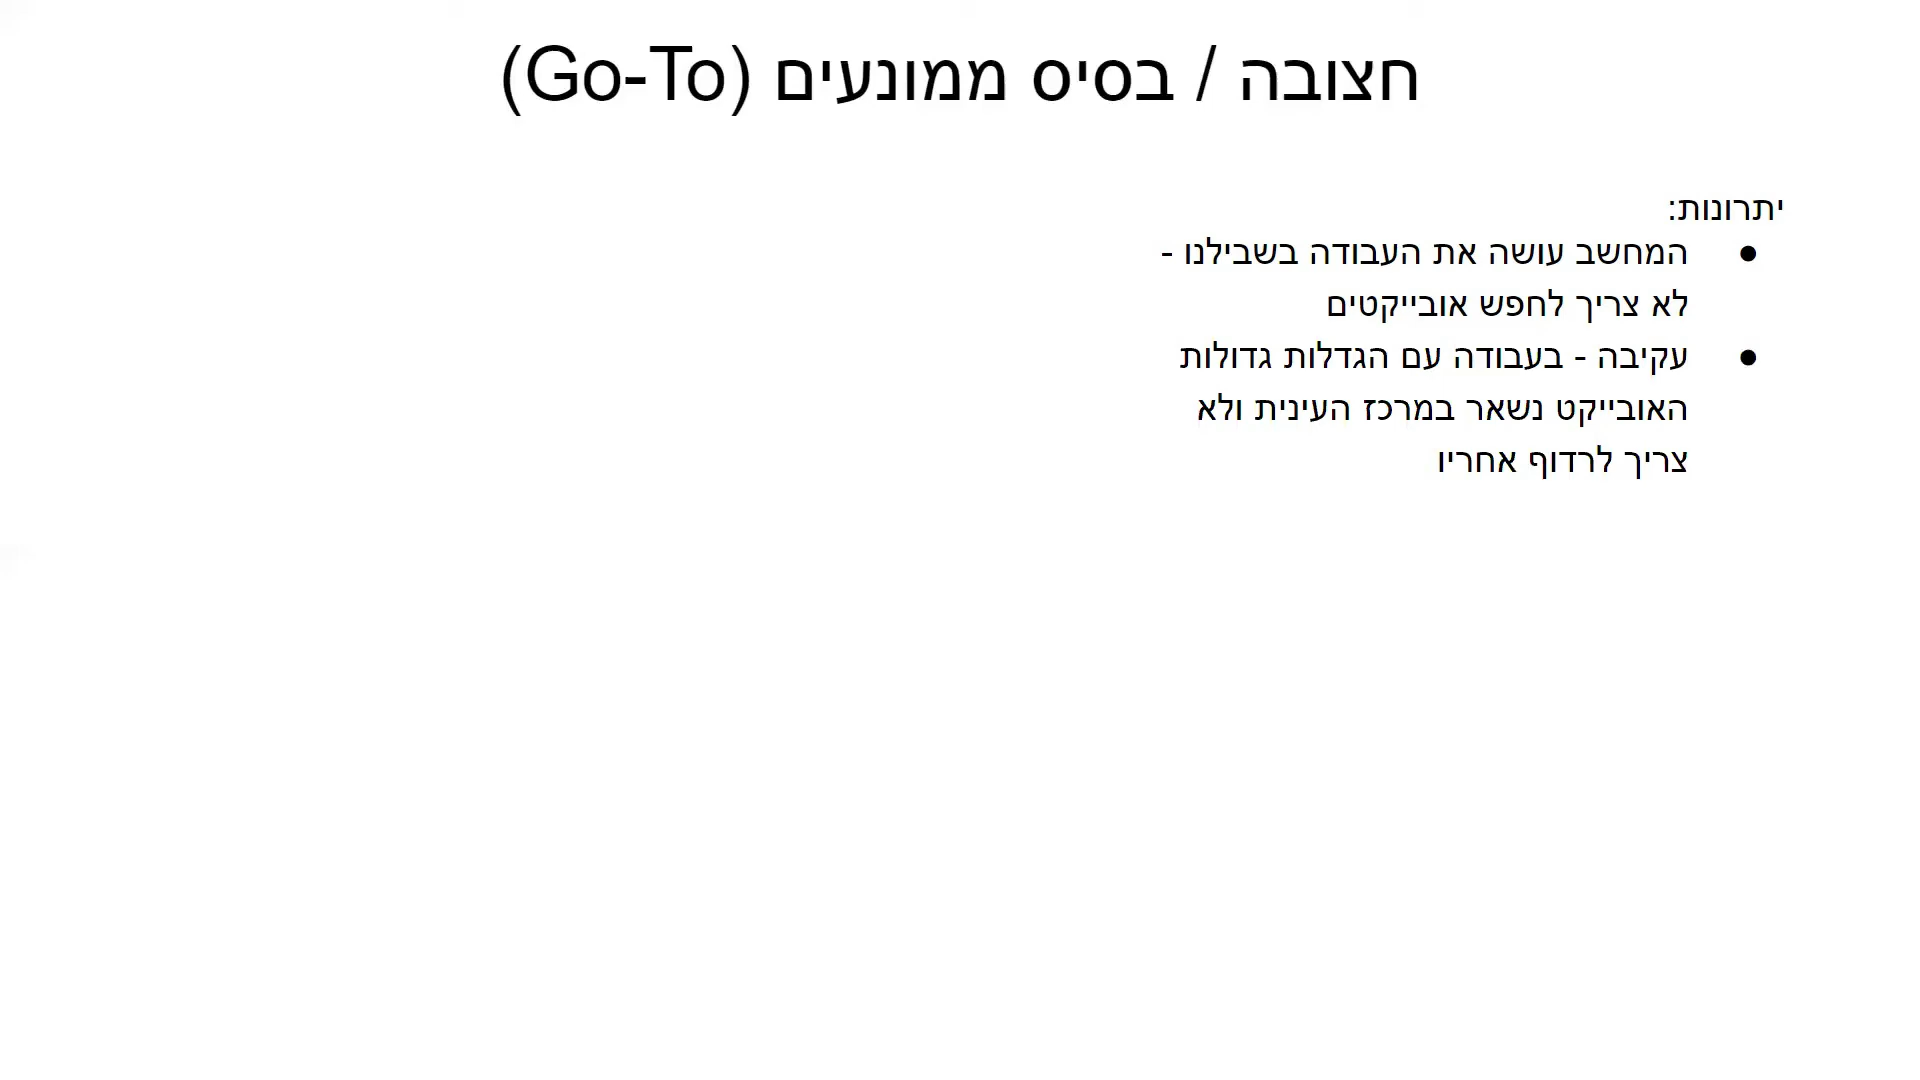 חצובה / בסיס ממונעים (Go-To)
יתרונות:
● המחשב עושה את העבודה בשבילנו -
לא צריך לחפש אובייקטים
● עקיבה - בעבודה עם הגדלות גדולות
האובייקט נשאר במרכז העינית ולא
צריך לרדוף אחריו